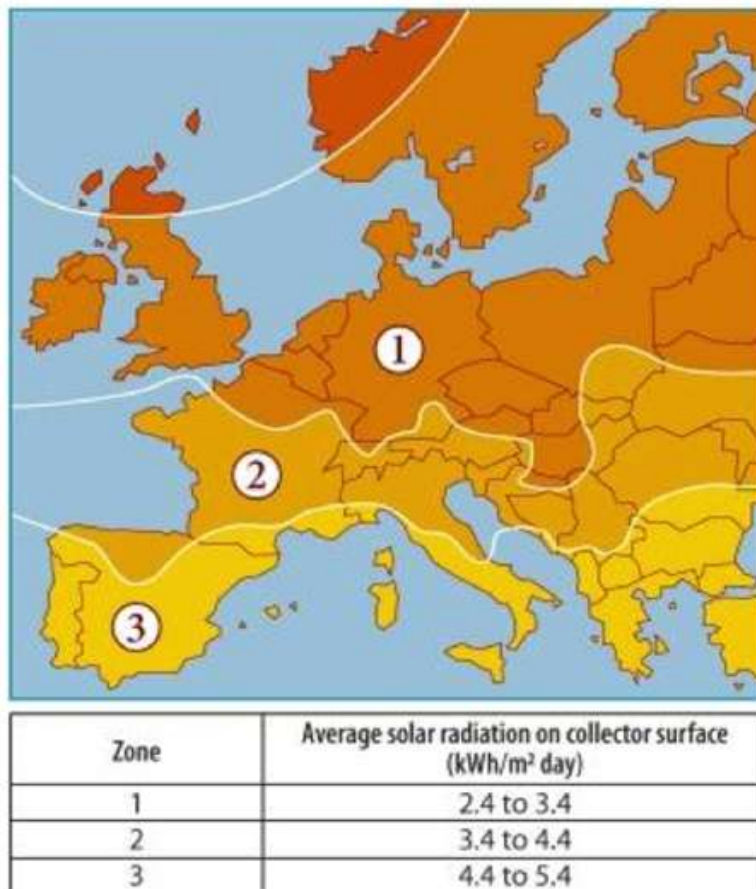 1
2
3
Zone
Average solar radiation on collector surface
(kWh/m² day)
1
2.4 to 3.4
2
3.4 to 4.4
3
4.4 to 5.4